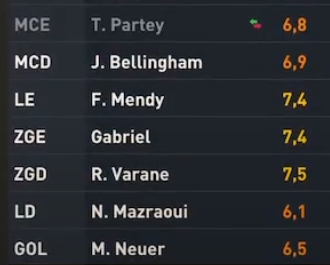 MCE T. Partey 6,8
MCD J. Bellingham 6,9
LE F. Mendy 7,4
ZGE Gabriel 7,4
ZGD R. Varane 7,5
LD N. Mazraoui 6,1
GOL M. Neuer 6,5